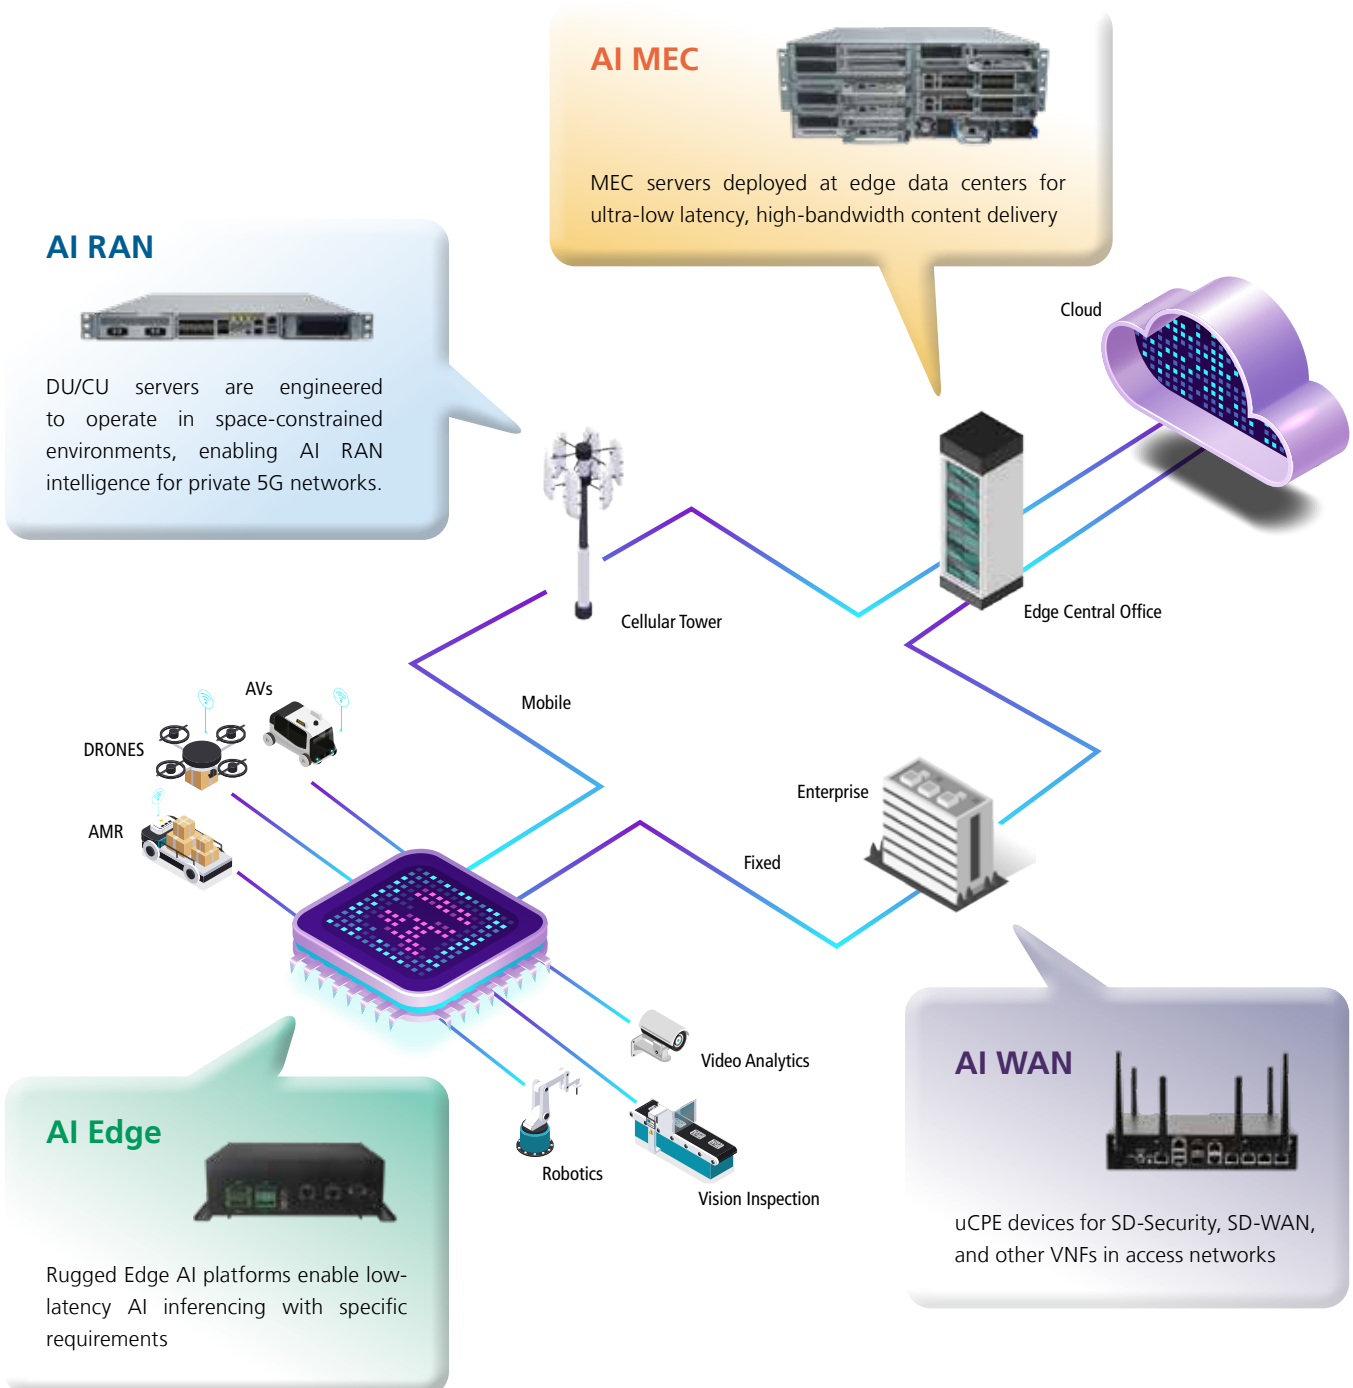 AI MEC
MEC servers deployed at edge data centers for
ultra-low latency, high-bandwidth content delivery
AI RAN
DU/CU servers are engineered
to operate in space-constrained
environments, enabling AI RAN
intelligence for private 5G networks.
Cloud
Cellular Tower
Edge Central Office
Mobile
AVs
DRONES
AMR
Enterprise
Fixed
Video Analytics
Robotics
Vision Inspection
AI WAN
uCPE devices for SD-Security, SD-WAN,
and other VNFs in access networks
AI Edge
Rugged Edge AI platforms enable low-
latency AI inferencing with specific
requirements